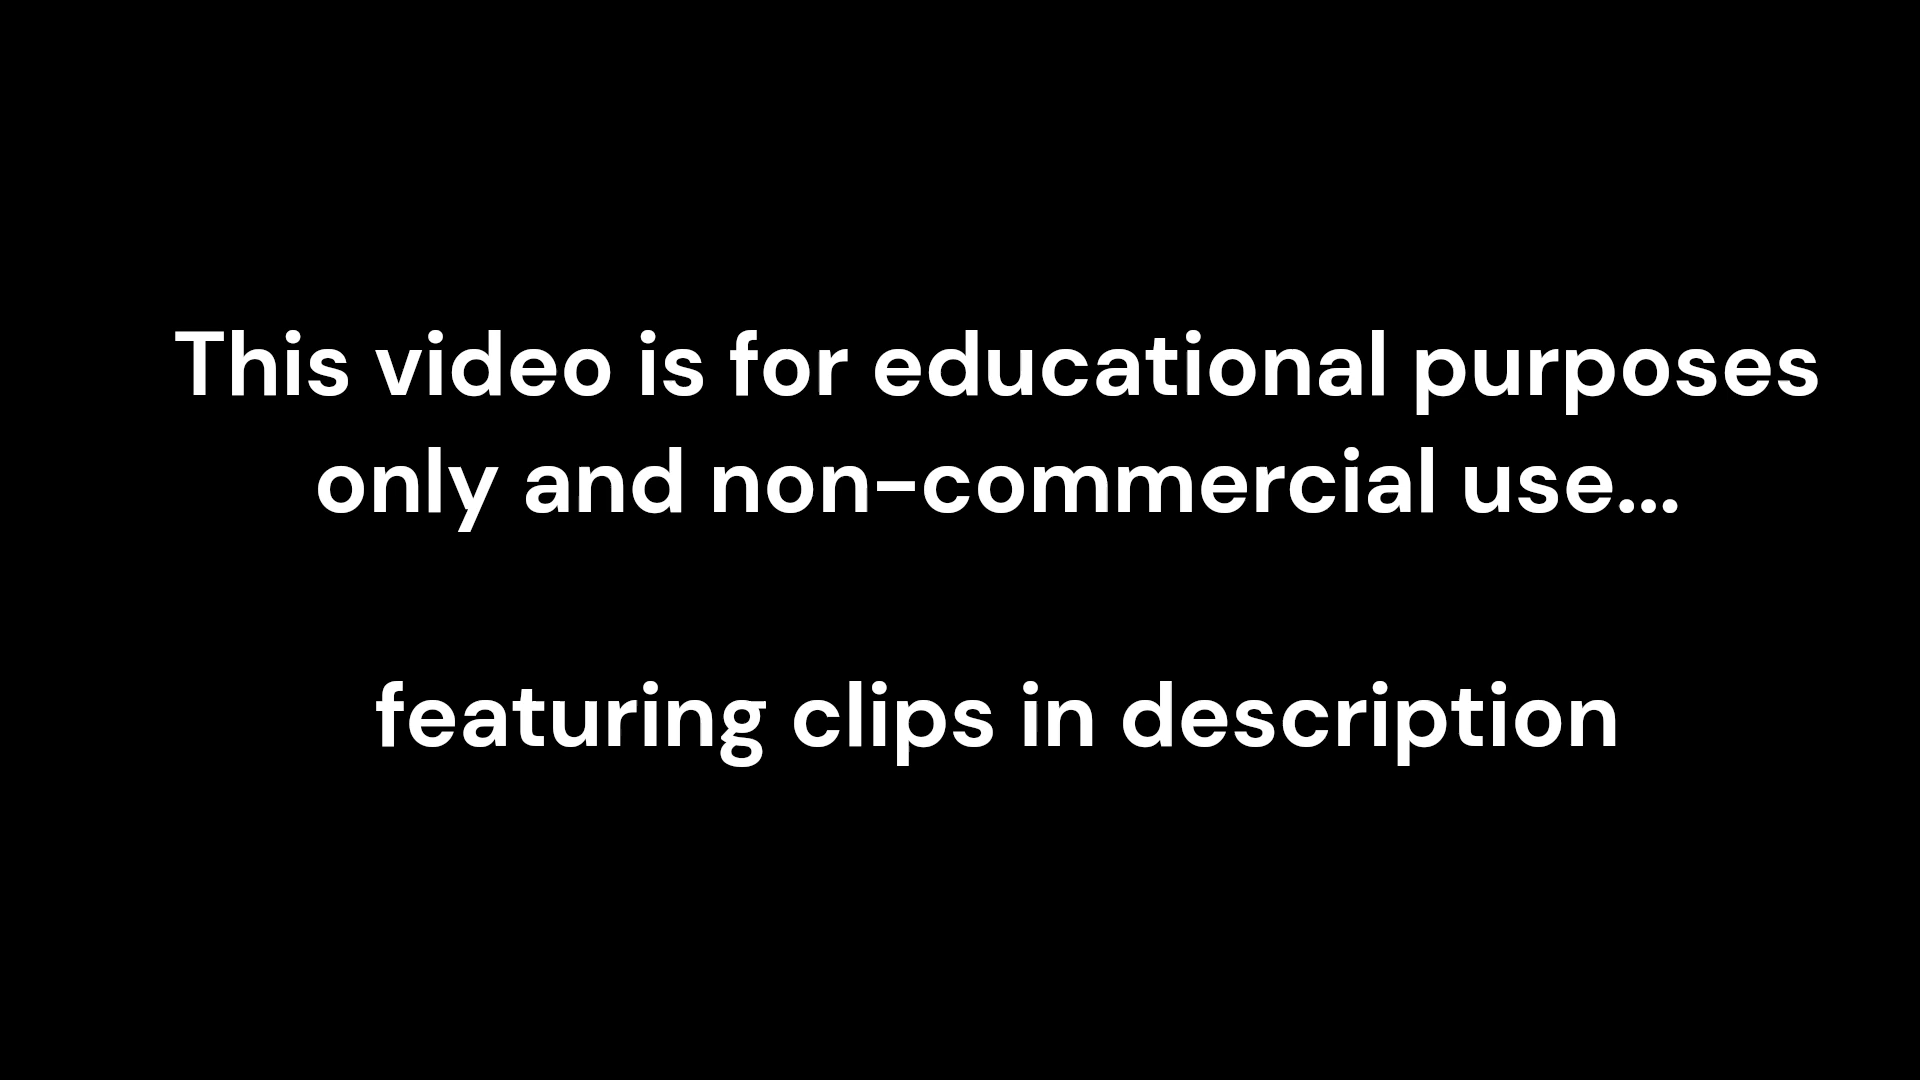 This video is for educational purposes
only and non-commercial use...
featuring clips in description